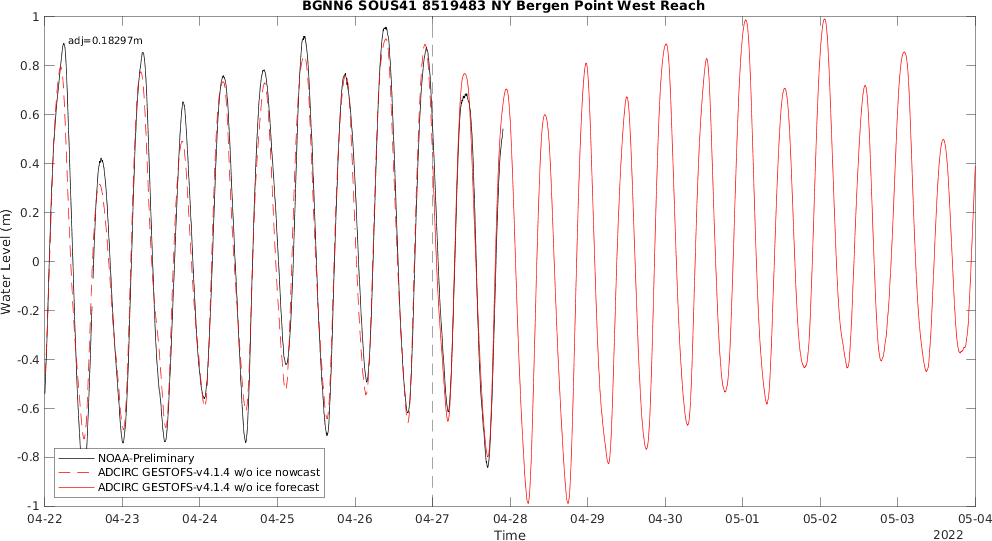 BGNN6 SOUS41 8519483 NY Bergen Point West Reach
adj=0.18297m
1
0.8
0.6
0.4
0.2
0
-0.2
-0.4
-0.6
-0.8
-1
Water Level (m)
NOAA-Preliminary
ADCIRC GESTOFS-v4.1.4 w/o ice nowcast
ADCIRC GESTOFS-v4.1.4 w/o ice forecast
04-22 04-23 04-24 04-25 04-26 04-27 04-28 04-29 04-30 05-01 05-02 05-03 05-04
Time
2022